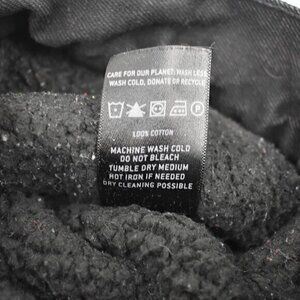 CARE FOR OUR PLANET: WASH LESS
WASH COLD, DONATE OR RECYCLE
100% COTTON
MACHINE WASH COLD
DO NOT BLEACH
TUMBLE DRY MEDIUM
HOT IRON IF NEEDED
DRY CLEANING POSSIBLE